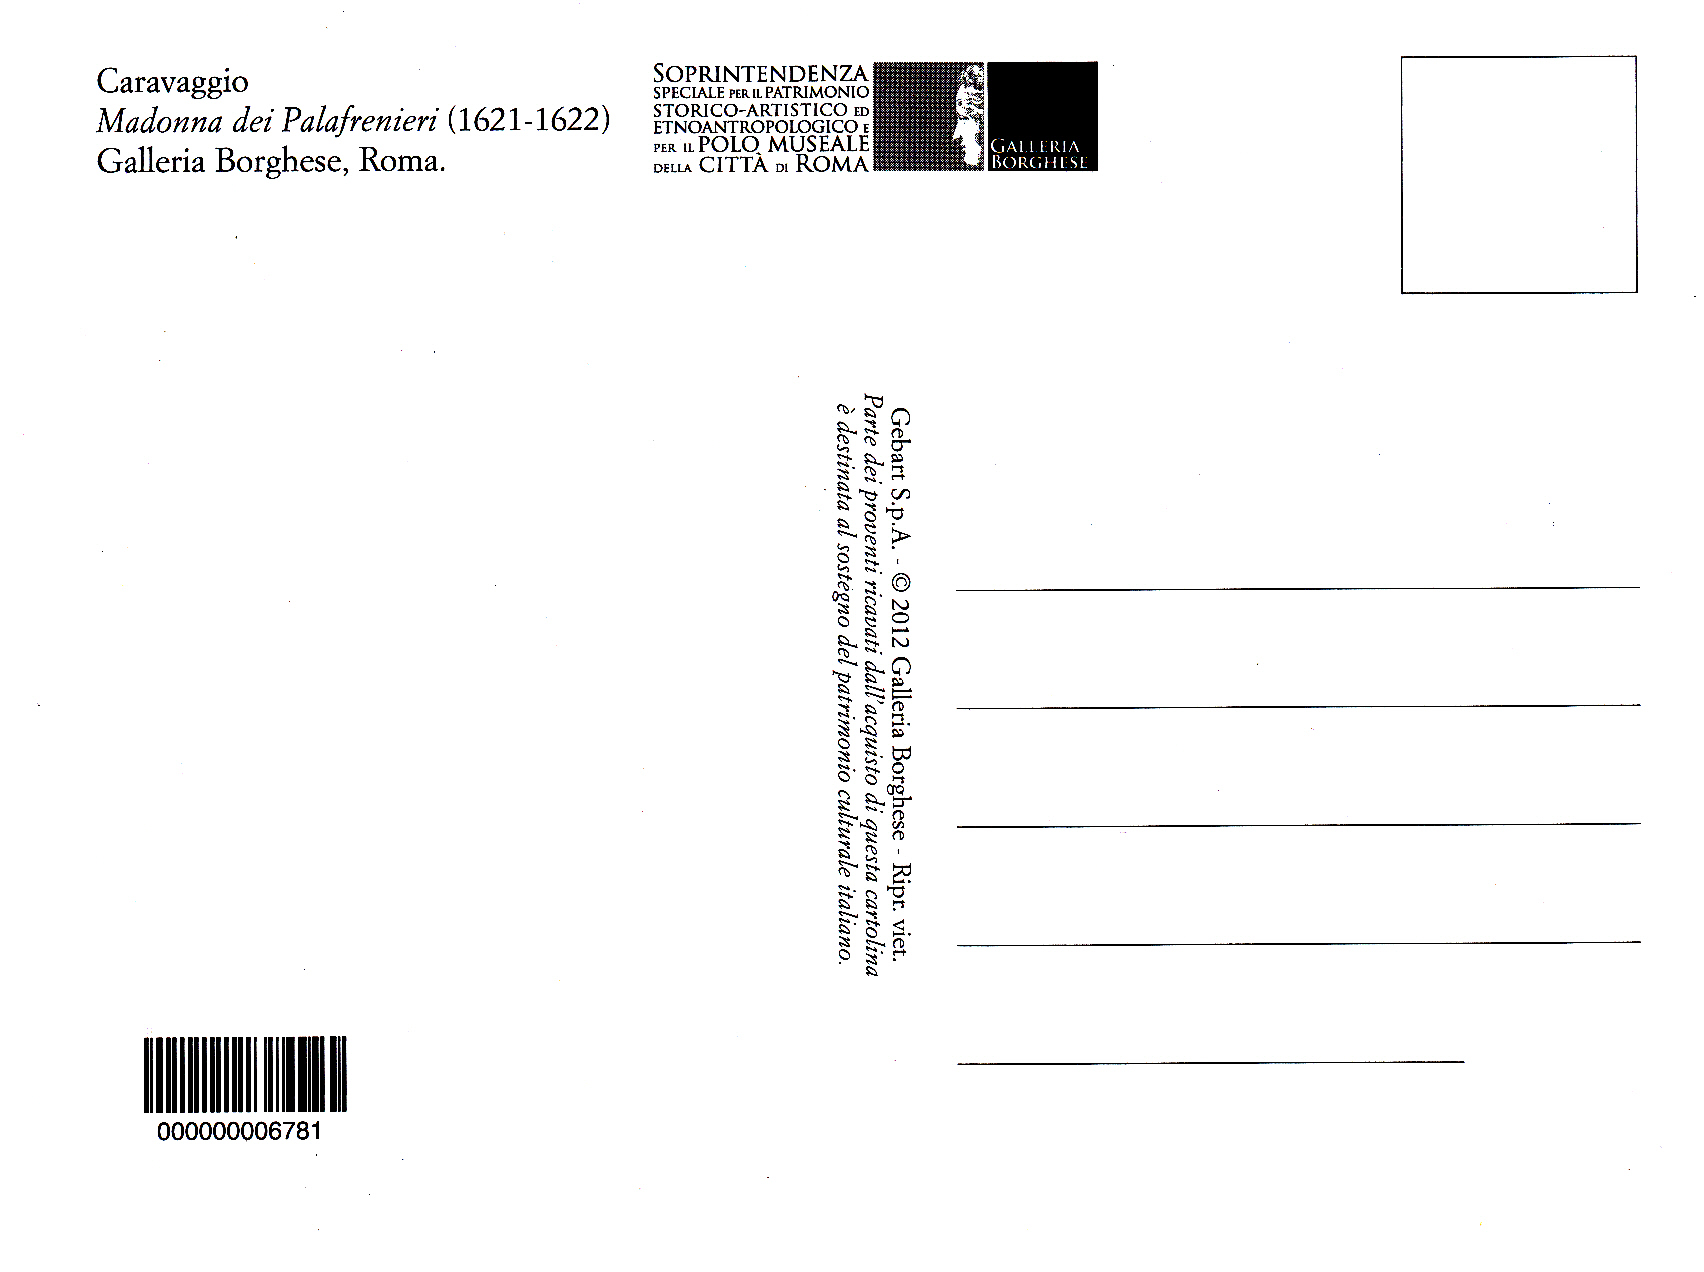 Caravaggio
Madonna dei Palafrenieri (1621-1622)
Galleria Borghese, Roma.
SOPRINTENDENZA
SPECIALE PER IL PATRIMONIO
STORICO-ARTISTICO ED
ETNOANTROPOLOGICO E
PER IL POLO MUSEALE
DELLA CITTÀ DI ROMA
GALLERIA
BORGHESE
Gebart S.p.A. - © 2012 Galleria Borghese - Ripr. viet.
Parte dei proventi ricavati dall'acquisto di questa cartolina
è destinata al sostegno del patrimonio culturale italiano.
000000006781